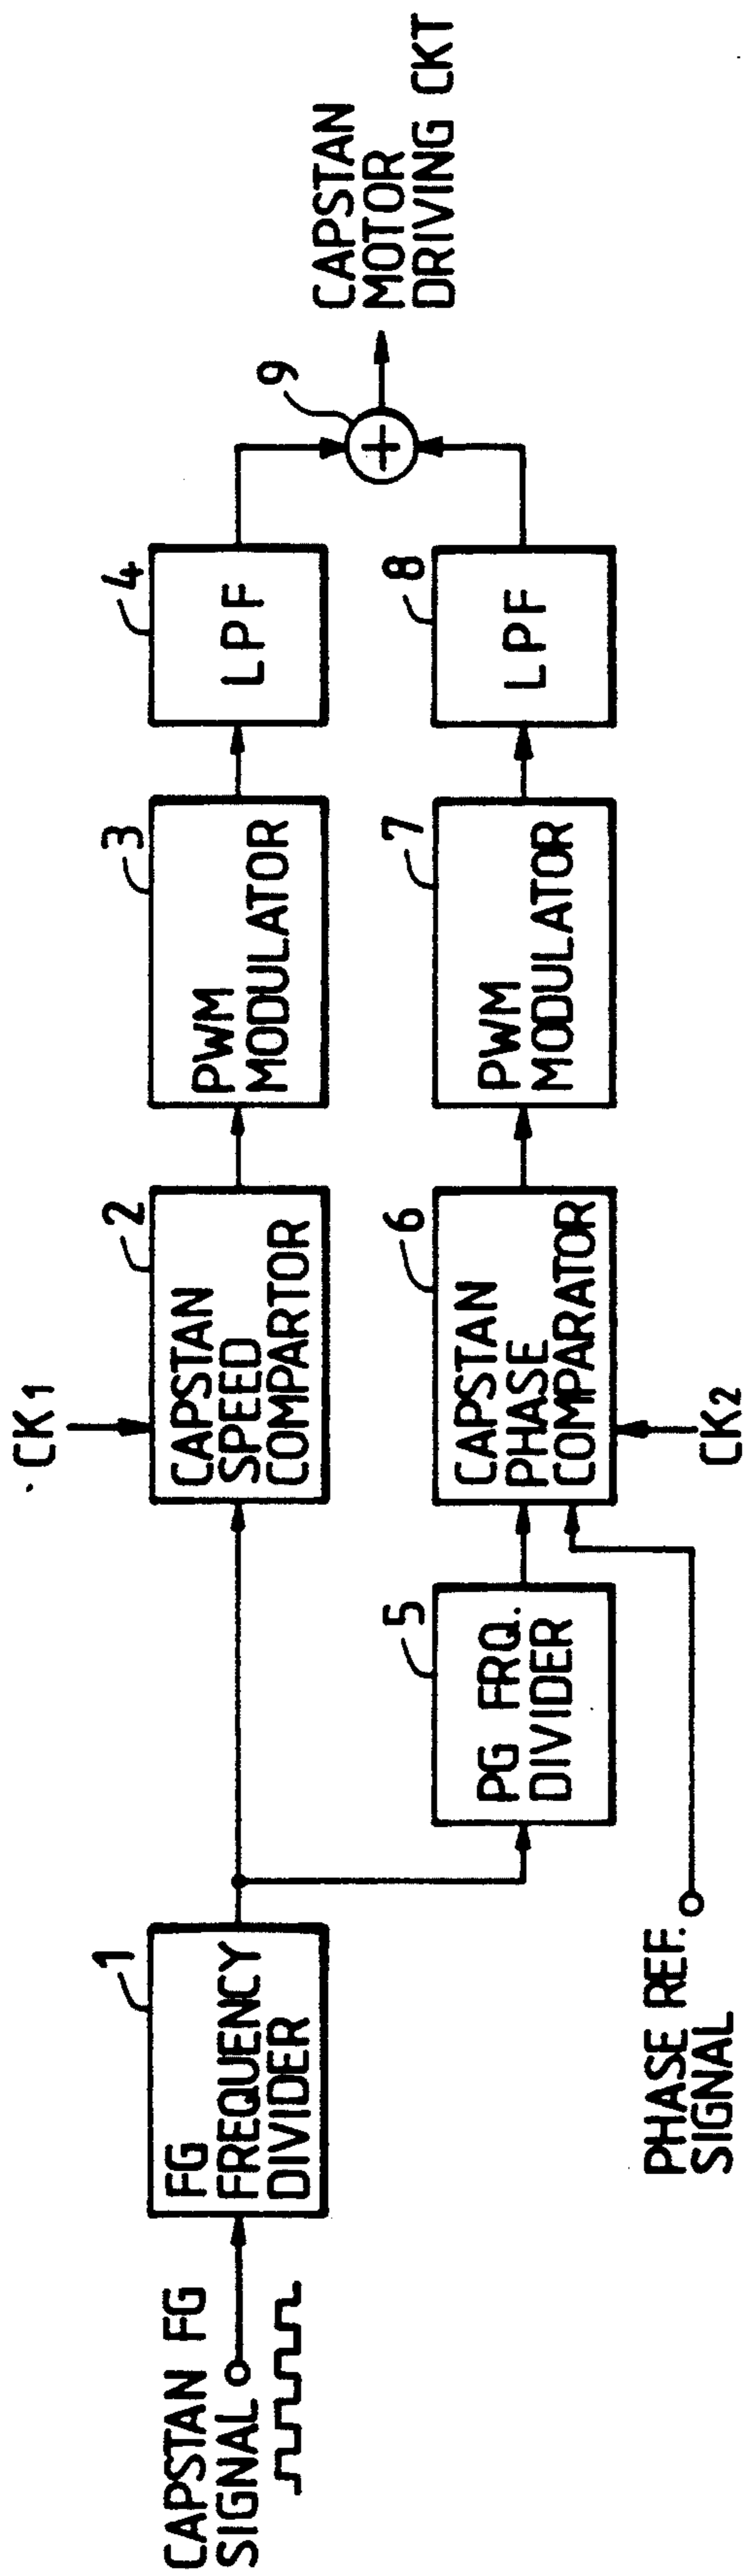 CAPSTAN FG
SIGNAL
1
FG
FREQUENCY
DIVIDER
CK1
2
CAPSTAN
SPEED
COMPARTOR
3
PWM
MODULATOR
4
LPF
9
+
CAPSTAN
MOTOR
DRIVING CKT
5
PG FRQ.
DIVIDER
6
CAPSTAN
PHASE
COMPARATOR
CK2
7
PWM
MODULATOR
8
LPF
PHASE REF.
SIGNAL